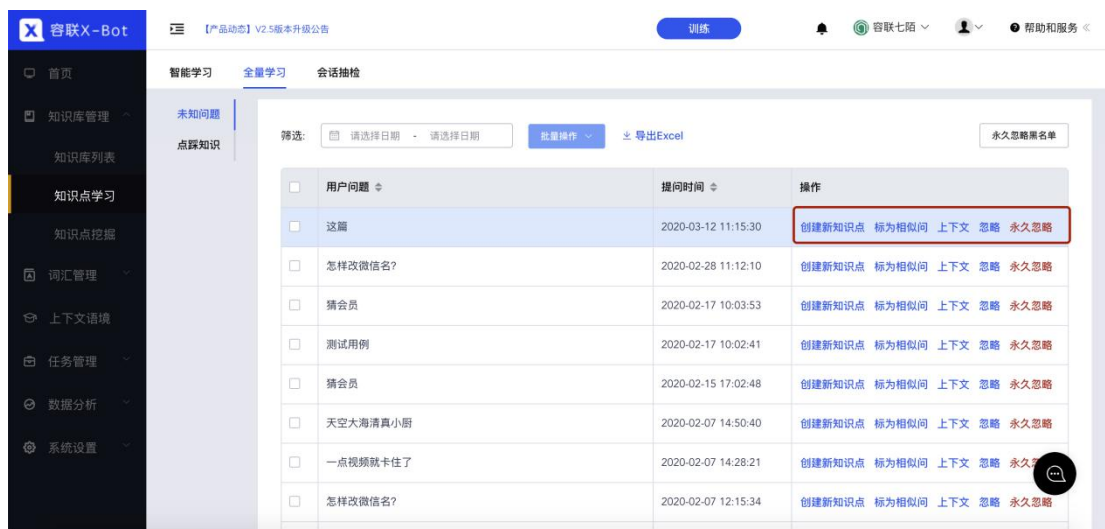 容联X-Bot
【产品动态】V2.5版本升级公告
训练
容联七陌
帮助和服务
首页
知识库管理
知识库列表
知识点学习
知识点挖掘
词汇管理
上下文语境
任务管理
数据分析
系统设置
智能学习 全量学习 会话抽检
未知问题
点踩知识
筛选: 请选择日期 - 请选择日期 批量操作 导出Excel 永久忽略黑名单
用户问题 提问时间 操作
这篇 2020-03-12 11:15:30 创建新知识点 标为相似问 上下文 忽略 永久忽略
怎样改微信名? 2020-02-28 11:12:10 创建新知识点 标为相似问 上下文 忽略 永久忽略
猜会员 2020-02-17 10:03:53 创建新知识点 标为相似问 上下文 忽略 永久忽略
测试用例 2020-02-17 10:02:41 创建新知识点 标为相似问 上下文 忽略 永久忽略
猜会员 2020-02-15 17:02:48 创建新知识点 标为相似问 上下文 忽略 永久忽略
天空大海清真小厨 2020-02-07 14:50:40 创建新知识点 标为相似问 上下文 忽略 永久忽略
一点视频就卡住了 2020-02-07 14:28:21 创建新知识点 标为相似问 上下文 忽略 永久
怎样改微信名? 2020-02-07 12:15:34 创建新知识点 标为相似问 上下文 忽略 永久忽略